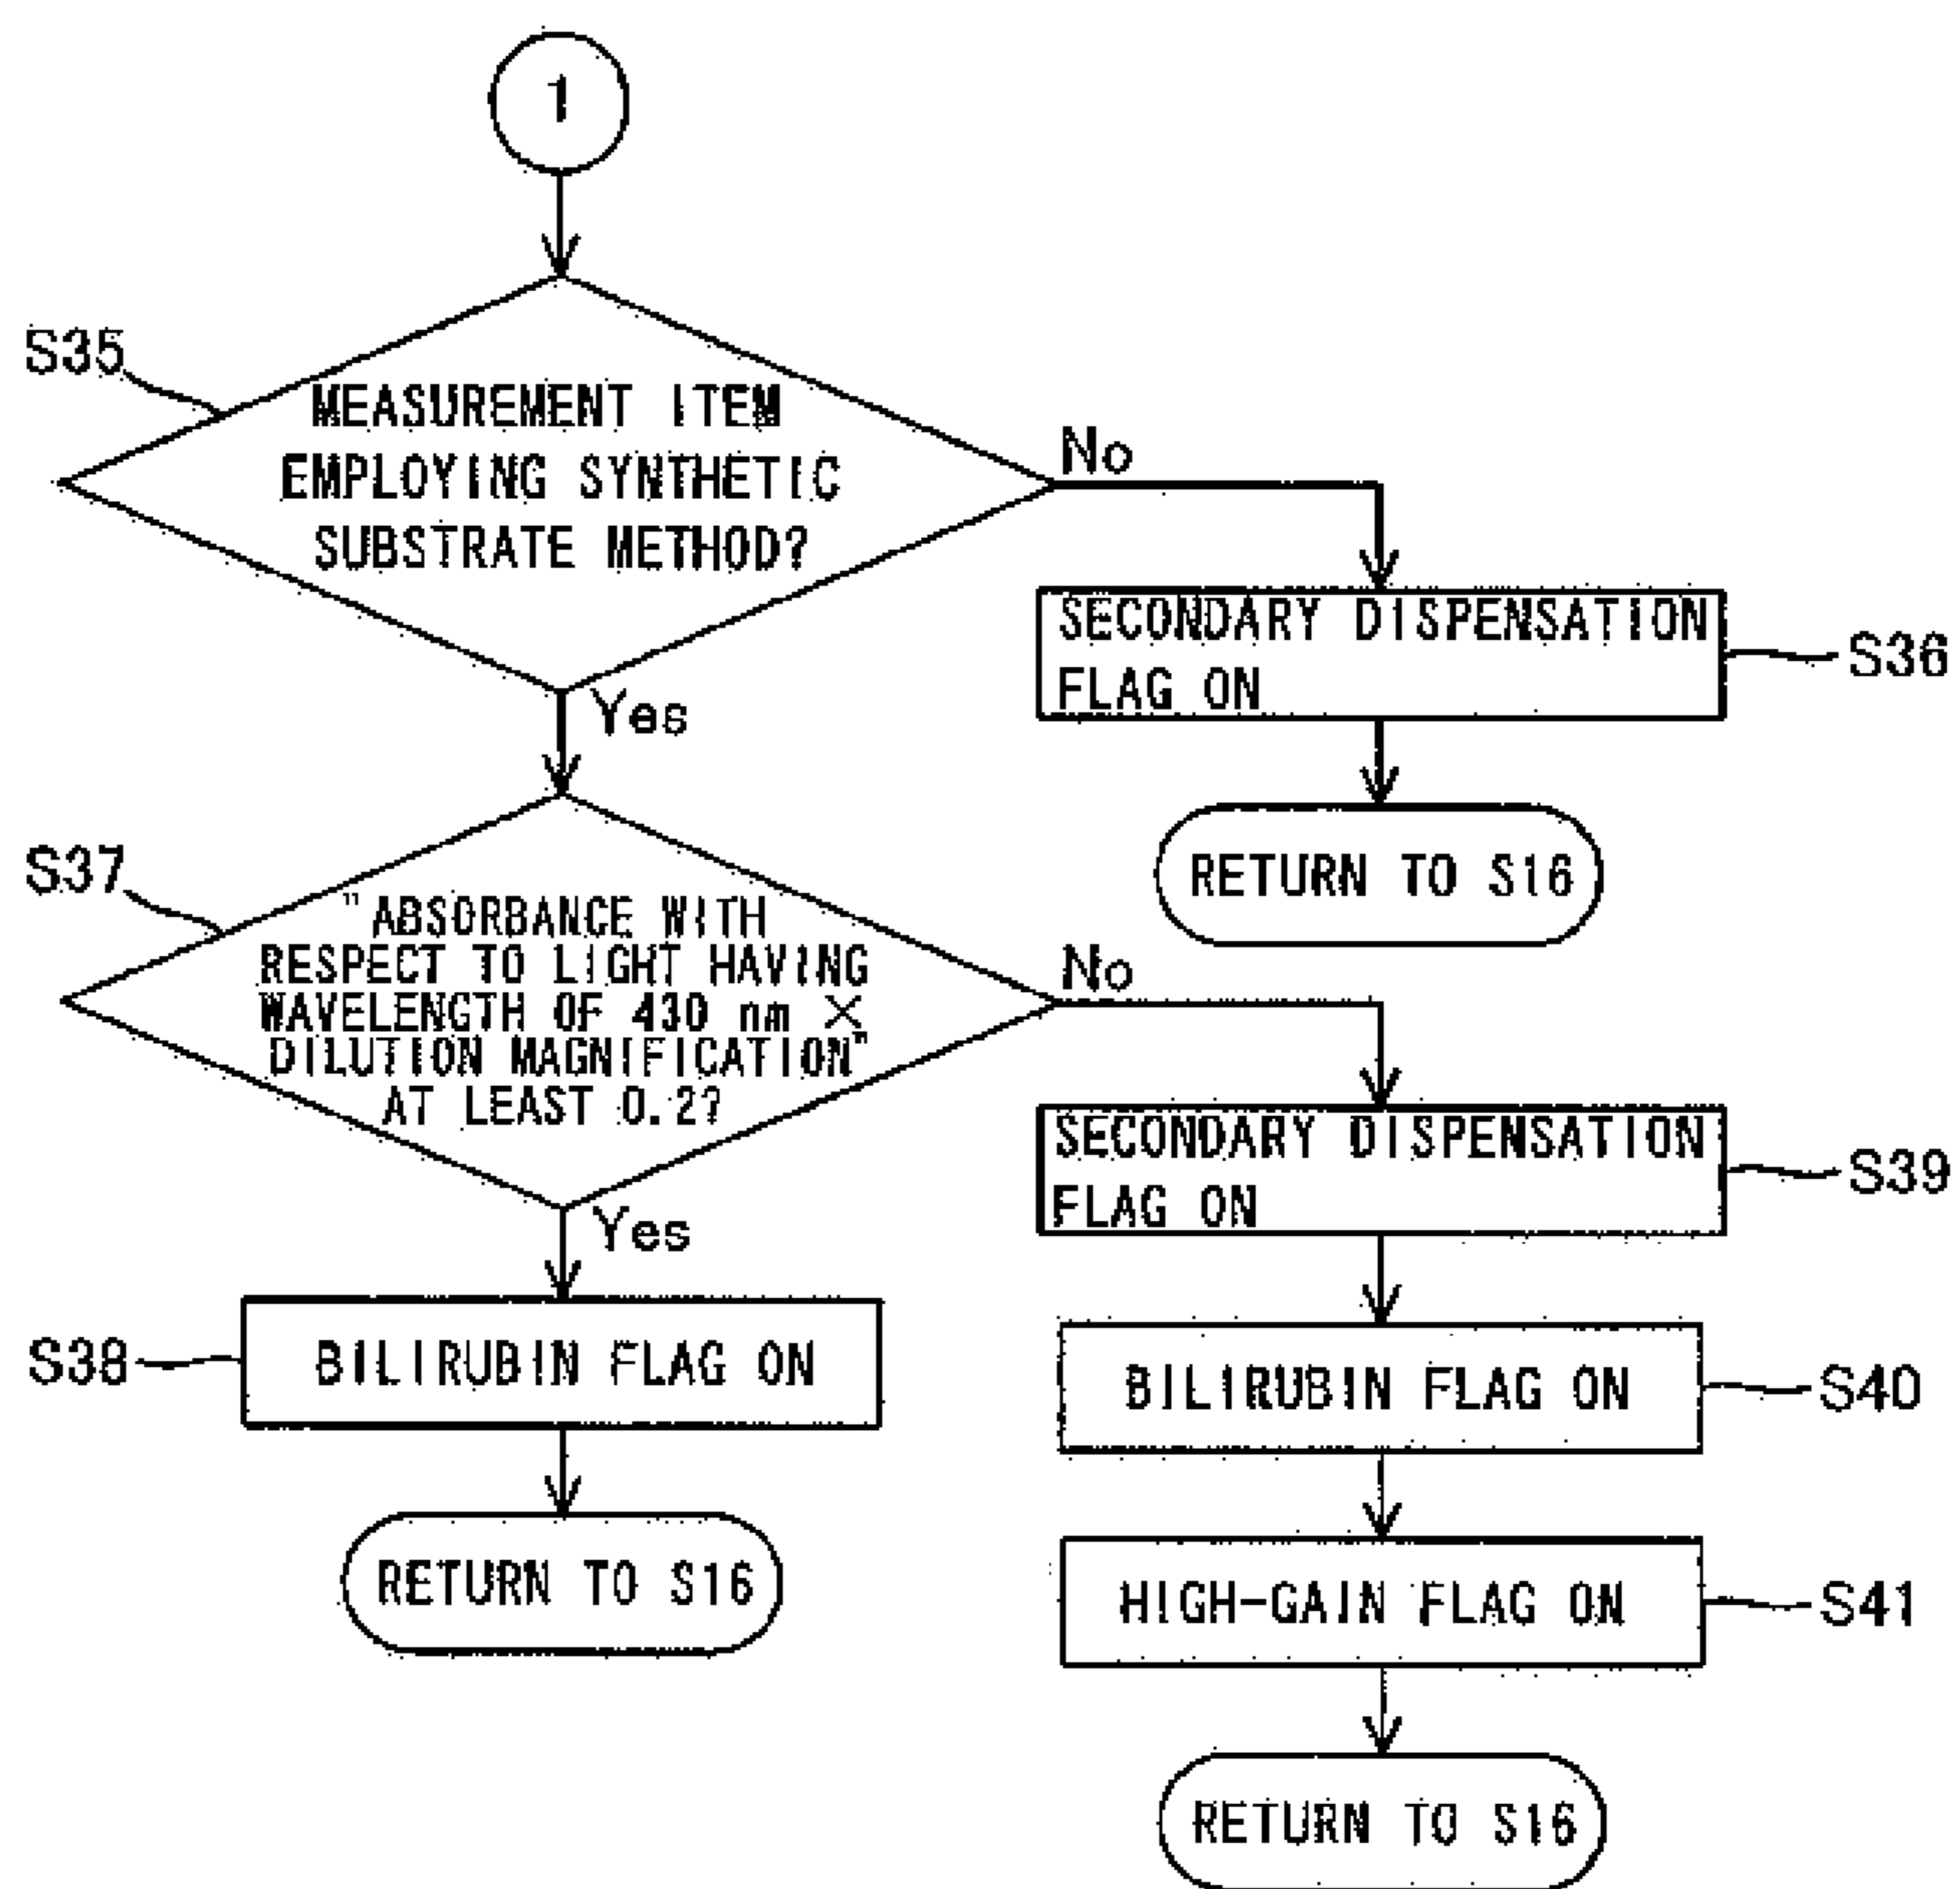 1
S35
MEASUREMENT ITEM
EMPLOYING SYNTHETIC
SUBSTRATE METHOD?
No
SECONDARY DISPENSATION
FLAG ON
S36
Yes
RETURN TO S16
S37
"ABSORBANCE WITH
RESPECT TO LIGHT HAVING
WAVELENGTH OF 430 nm ×
DILUTION MAGNIFICATION"
AT LEAST 0.2?
No
SECONDARY DISPENSATION
FLAG ON
S39
Yes
S38
BILIRUBIN FLAG ON
BILIRUBIN FLAG ON
S40
RETURN TO S16
HIGH-GAIN FLAG ON
S41
RETURN TO S16